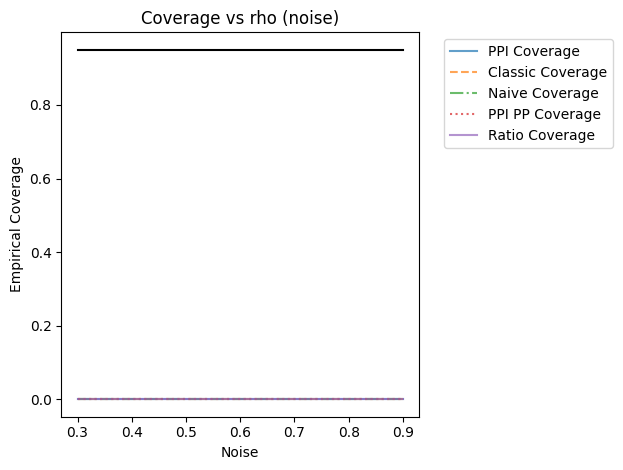 Coverage vs rho (noise)
PPI Coverage
Classic Coverage
Naive Coverage
PPI PP Coverage
Ratio Coverage
Empirical Coverage
0.8
0.6
0.4
0.2
0.0
0.3 0.4 0.5 0.6 0.7 0.8 0.9
Noise